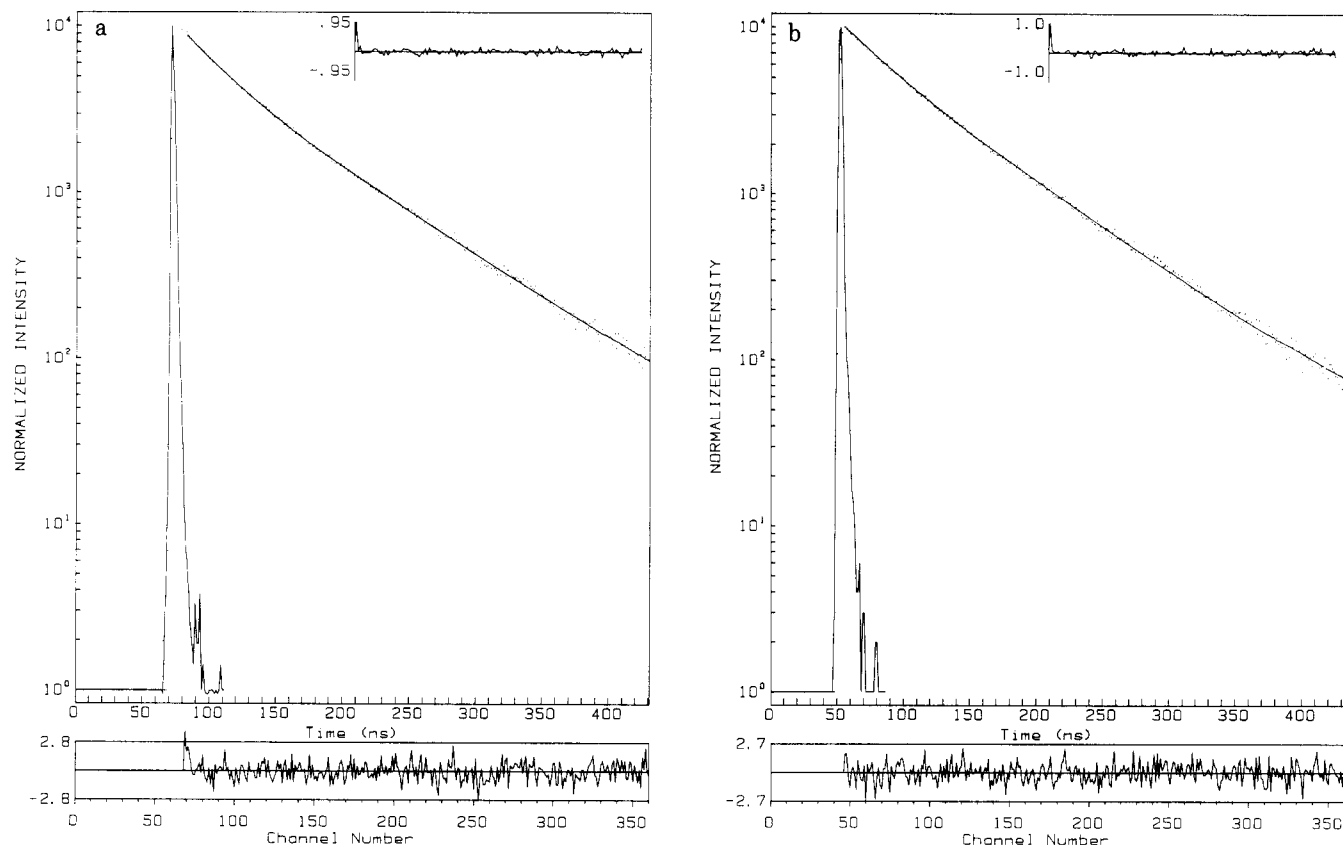 a
10⁴
10³
10²
10¹
10⁰
NORMALIZED INTENSITY
.95
-.95
0 50 100 150 200 250 300 350 400
Time (ns)
2.8
-2.8
0 50 100 150 200 250 300 350
Channel Number
b
10⁴
10³
10²
10¹
10⁰
NORMALIZED INTENSITY
1.0
-1.0
0 50 100 150 200 250 300 350 400
Time (ns)
2.7
-2.7
0 50 100 150 200 250 300 350
Channel Number